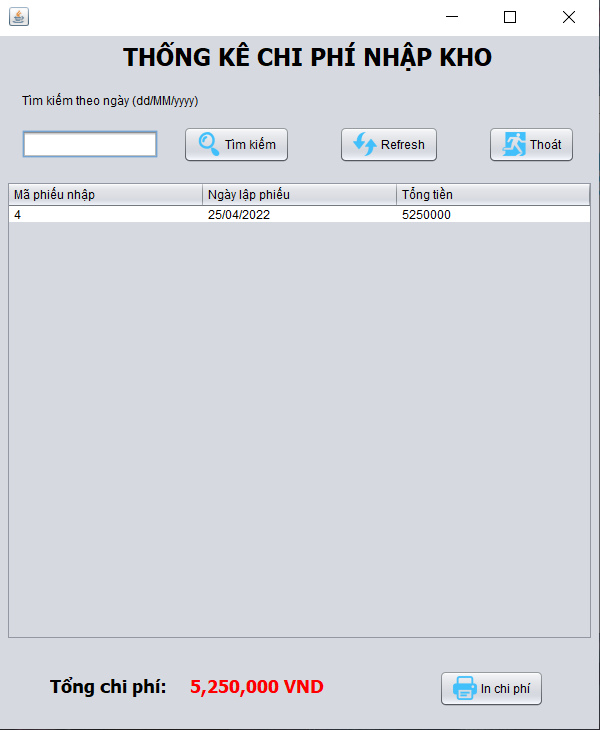 THỐNG KÊ CHI PHÍ NHẬP KHO
Tìm kiếm theo ngày (dd/MM/yyyy)
Tìm kiếm Refresh Thoát
Mã phiếu nhập Ngày lập phiếu Tổng tiền
4 25/04/2022 5250000
Tổng chi phí: 5,250,000 VND In chi phí